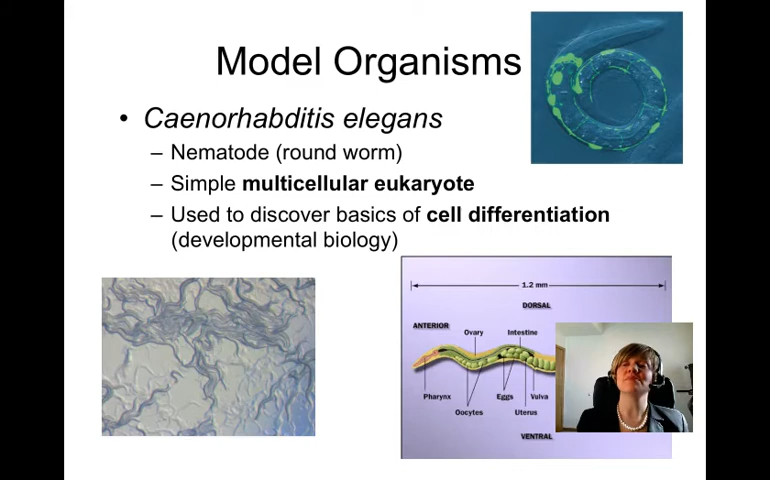 Model Organisms
• Caenorhabditis elegans
– Nematode (round worm)
– Simple multicellular eukaryote
– Used to discover basics of cell differentiation
(developmental biology)
1.2 mm
DORSAL
ANTERIOR
Ovary Intestine
Pharynx Eggs Vulva
Oocytes Uterus
VENTRAL